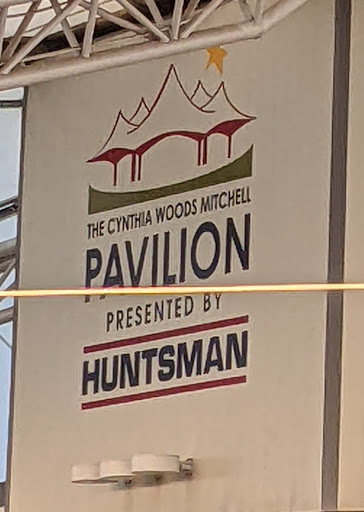 THE CYNTHIA WOODS MITCHELL
PAVILION
PRESENTED BY
HUNTSMAN